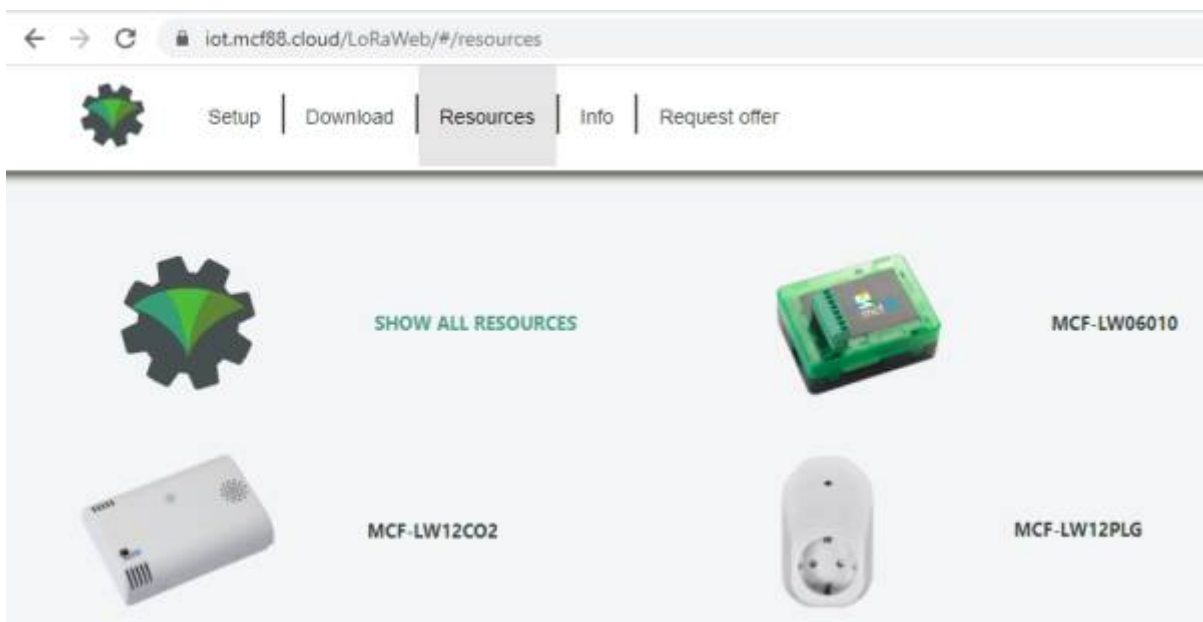 iot.mcf88.cloud/LoRaWeb/#/resources
Setup Download Resources Info Request offer
SHOW ALL RESOURCES
MCF-LW06010
MCF-LW12CO2
MCF-LW12PLG